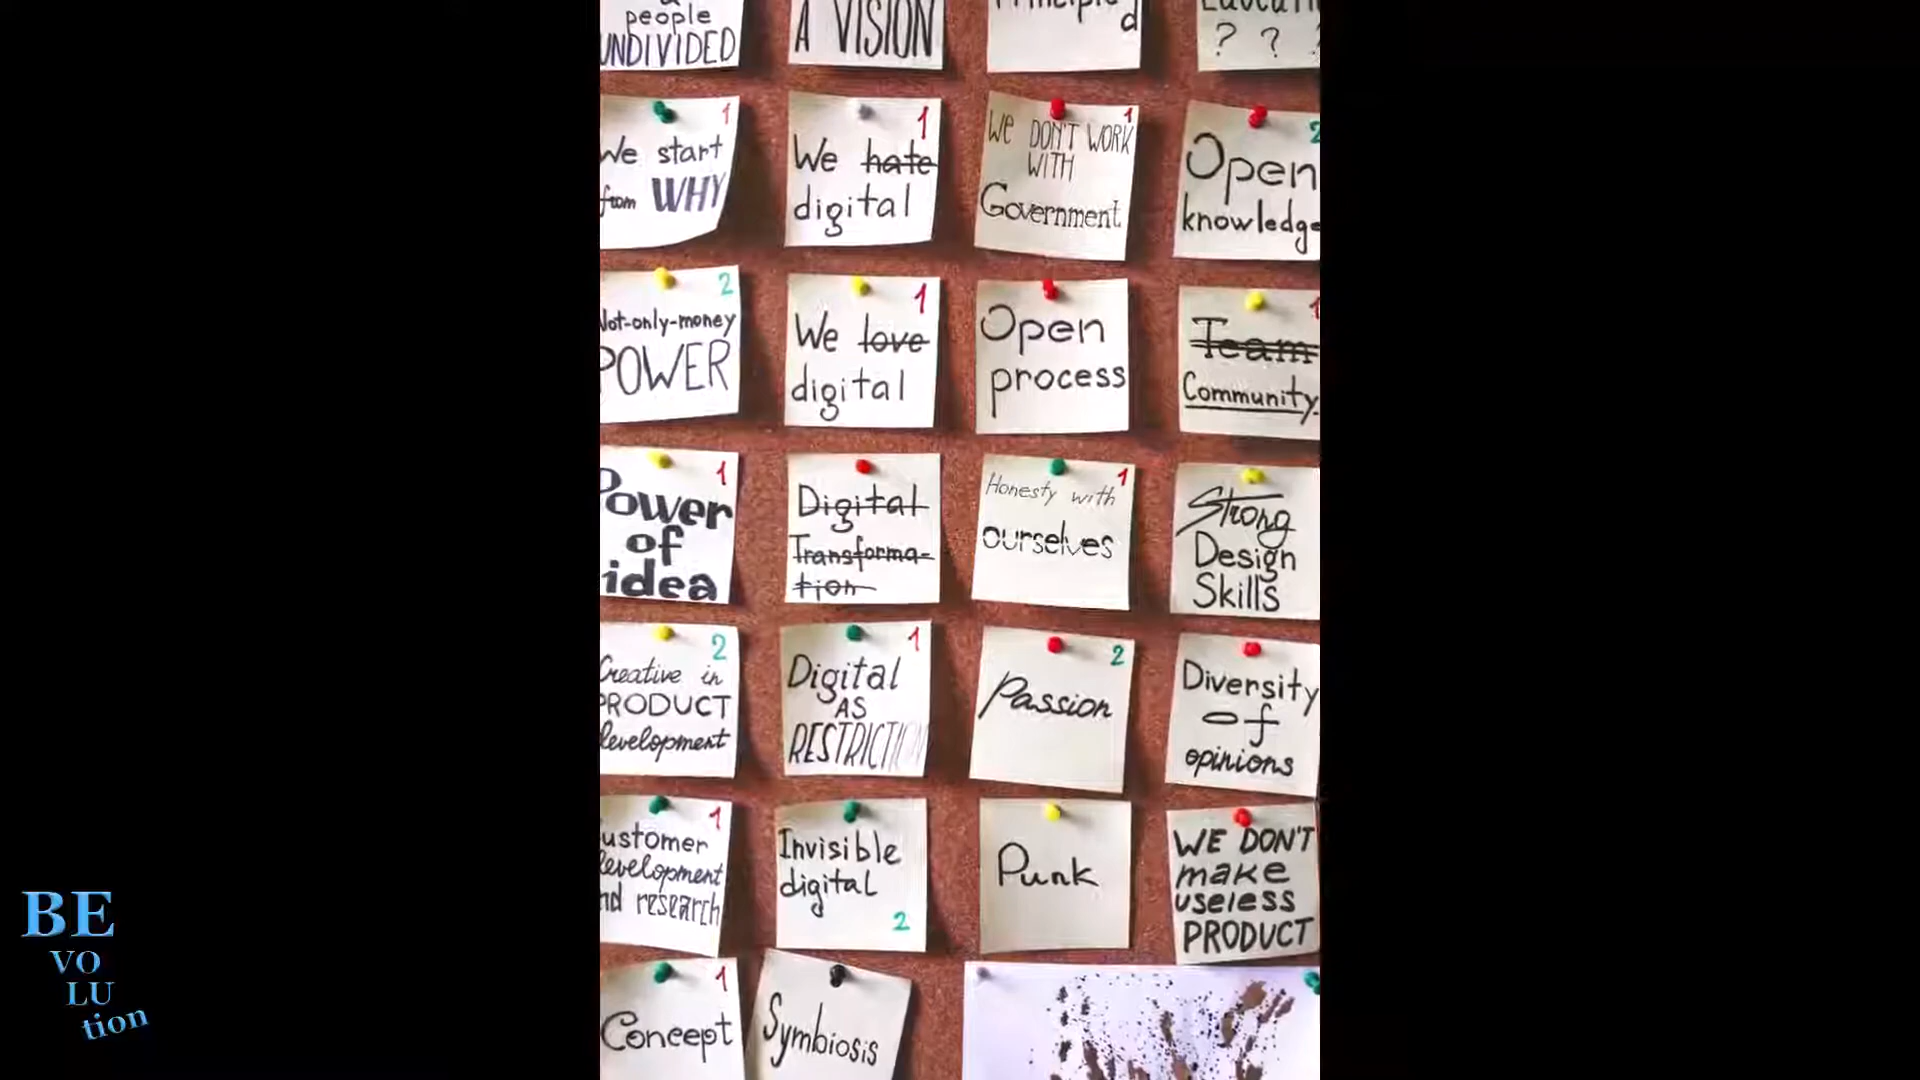 people
UNDIVIDED
A VISION
d
? ?
We start
from WHY
1
We hate
digital
1
We DON'T WORK
WITH
Government
1
Open
knowledge
2
Not-only-money
POWER
2
We love
digital
1
Open
process
Team
Community
1
Power
of
idea
1
Digital
Transforma-
tion
Honesty with
ourselves
1
Strong
Design
Skills
Creative in
PRODUCT
development
2
Digital
AS
RESTRICTION
1
Passion
2
Diversity
of
opinions
ustomer
development
nd research
1
Invisible
digital
2
Punk
WE DON'T
make
useless
PRODUCT
Concept
1
Symbiosis
BE
VO
LU
tion